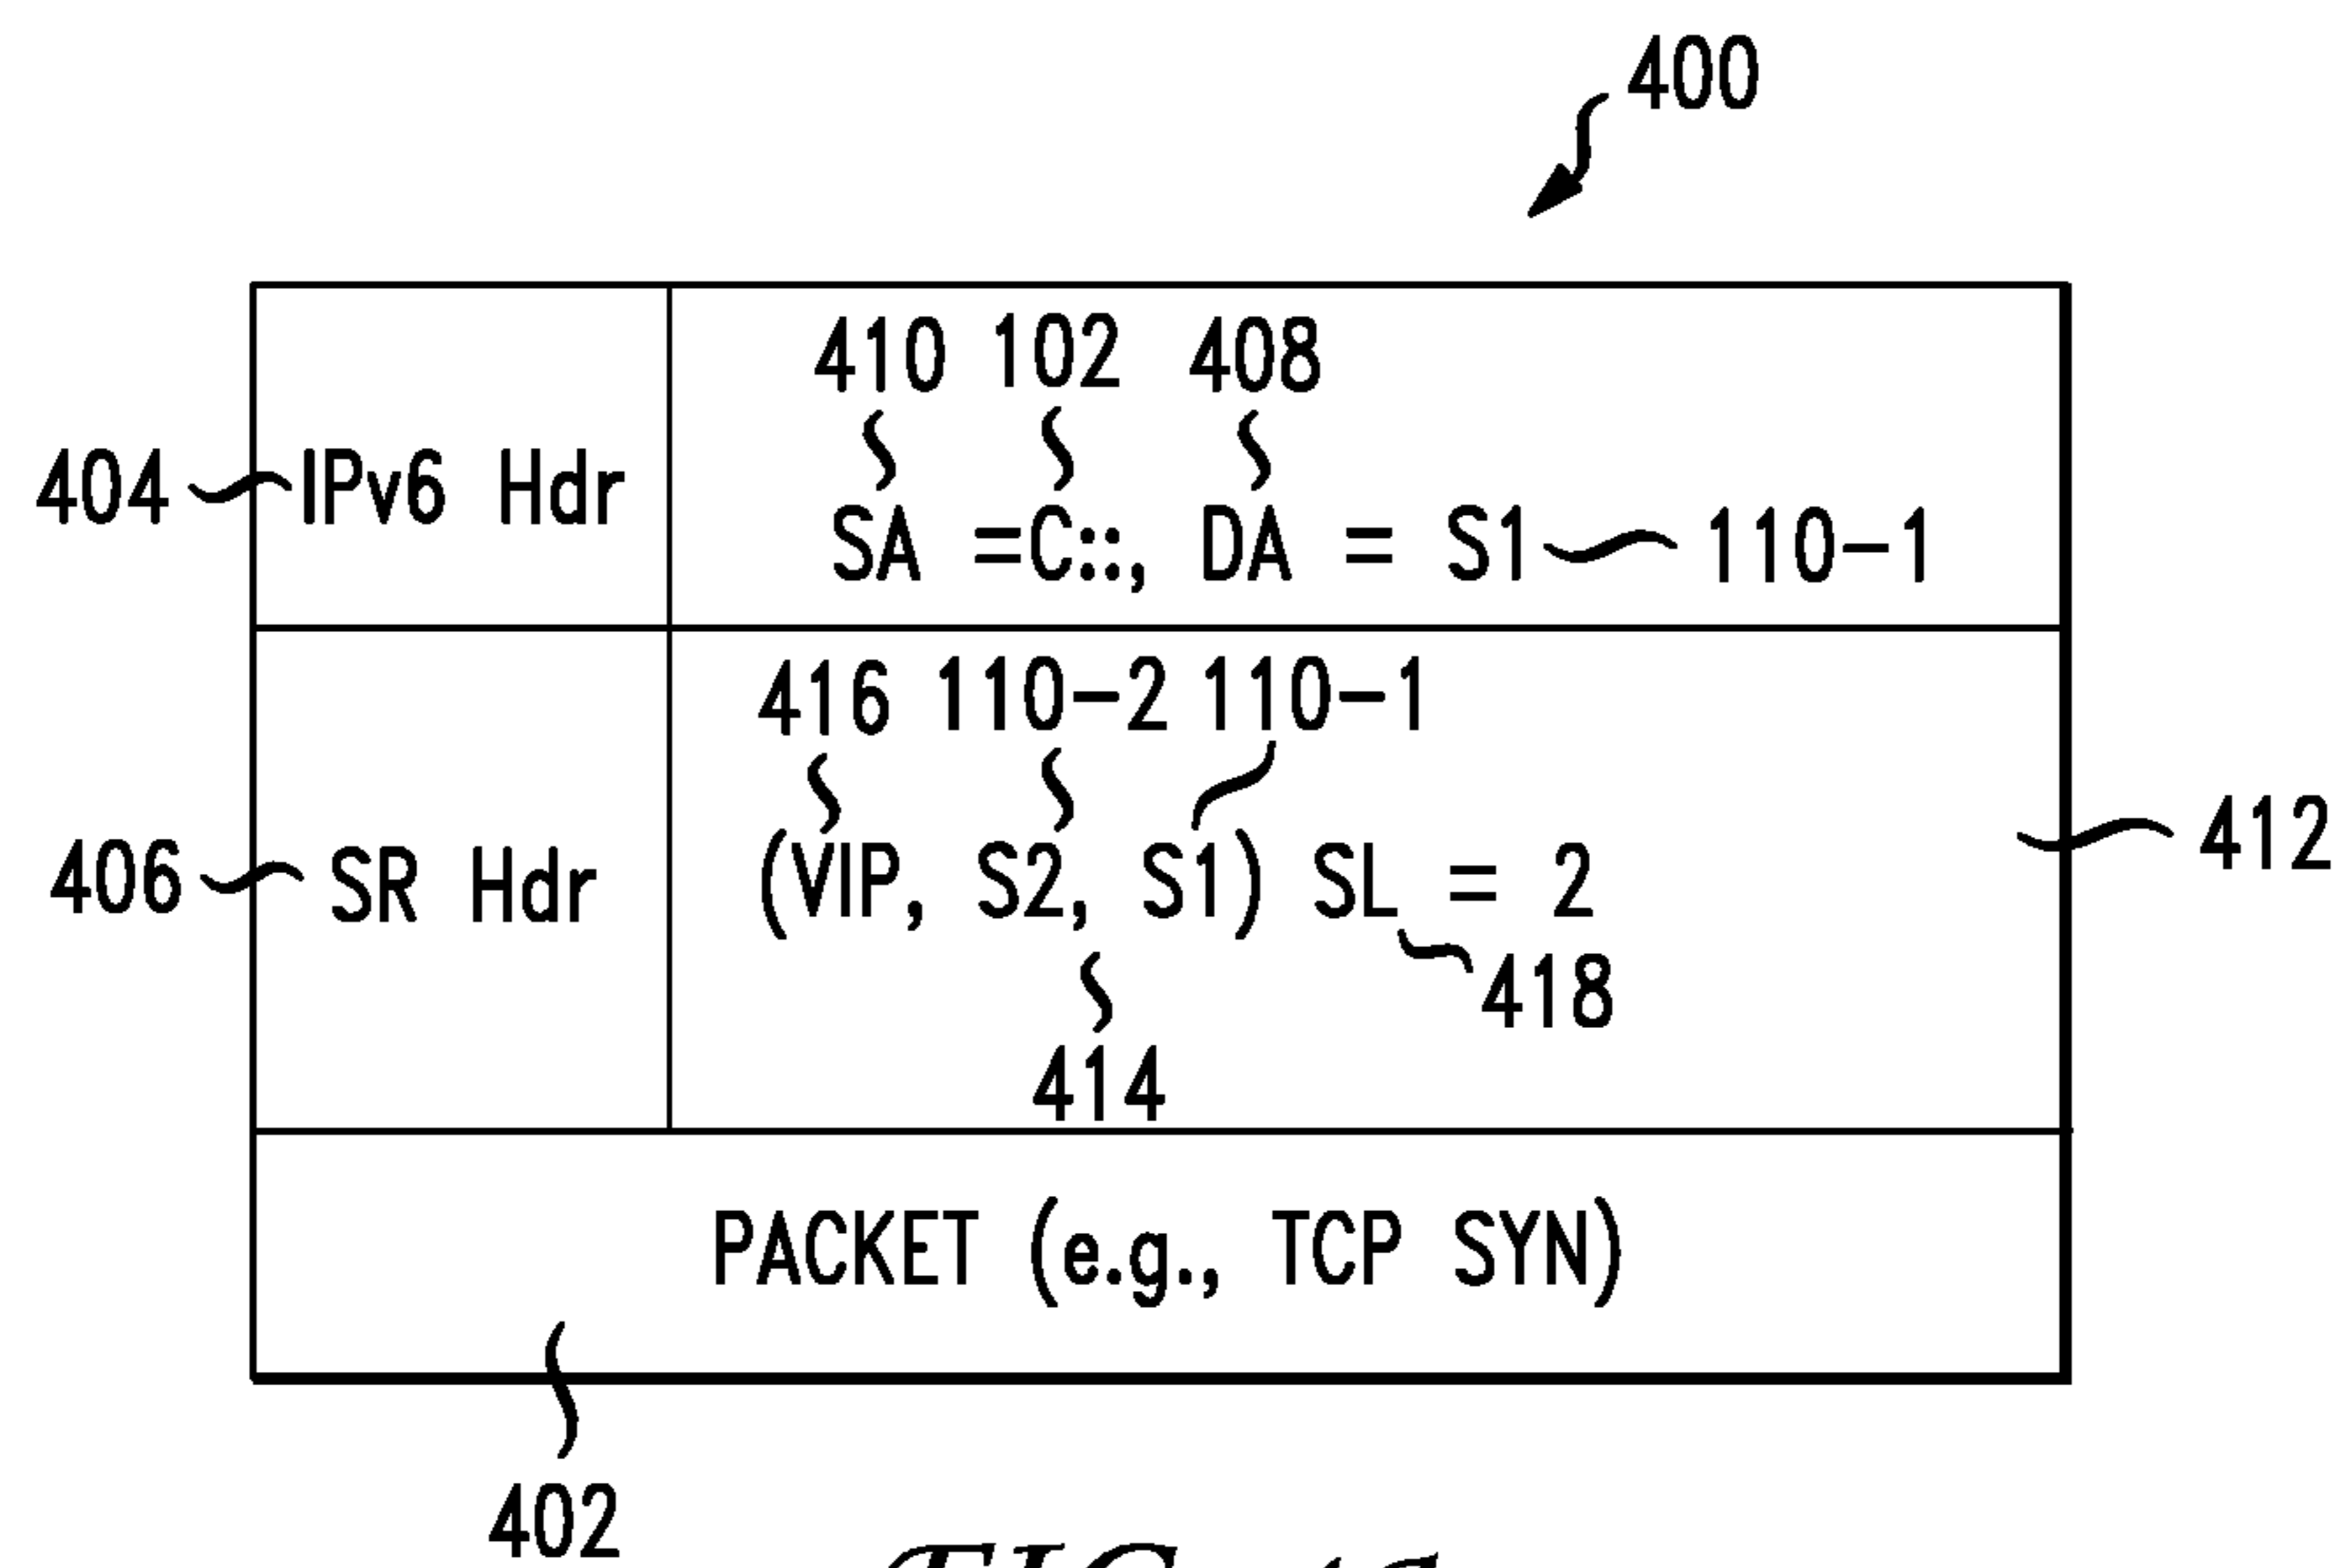 400
410 102 408
404 IPv6 Hdr SA =C::, DA = S1 110-1
416 110-2 110-1
406 SR Hdr (VIP, S2, S1) SL = 2 412
418
414
PACKET (e.g., TCP SYN)
402